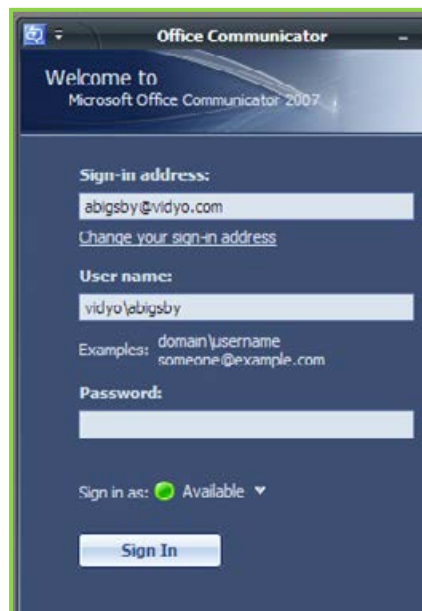 Office Communicator
Welcome to
Microsoft Office Communicator 2007
Sign-in address:
abigsby@vidyo.com
Change your sign-in address
User name:
vidyo\abigsby
Examples: domain\username
someone@example.com
Password:
Sign in as: Available
Sign In